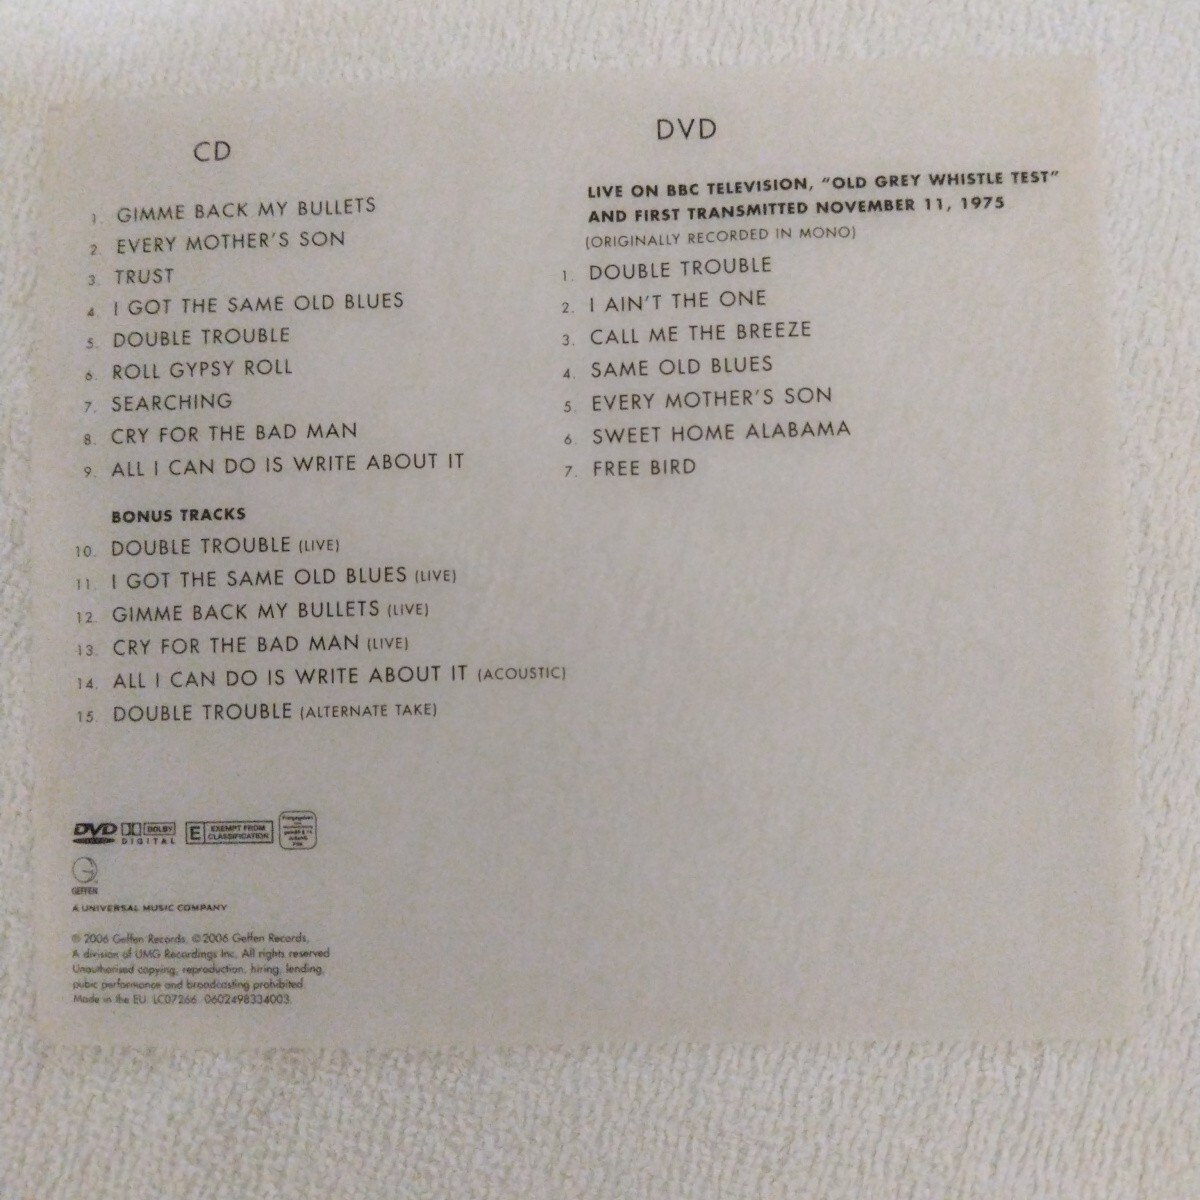 CD
1. GIMME BACK MY BULLETS
2. EVERY MOTHER'S SON
3. TRUST
4. I GOT THE SAME OLD BLUES
5. DOUBLE TROUBLE
6. ROLL GYPSY ROLL
7. SEARCHING
8. CRY FOR THE BAD MAN
9. ALL I CAN DO IS WRITE ABOUT IT
BONUS TRACKS
10. DOUBLE TROUBLE (LIVE)
11. I GOT THE SAME OLD BLUES (LIVE)
12. GIMME BACK MY BULLETS (LIVE)
13. CRY FOR THE BAD MAN (LIVE)
14. ALL I CAN DO IS WRITE ABOUT IT (ACOUSTIC)
15. DOUBLE TROUBLE (ALTERNATE TAKE)
DVD
LIVE ON BBC TELEVISION, "OLD GREY WHISTLE TEST"
AND FIRST TRANSMITTED NOVEMBER 11, 1975
(ORIGINALLY RECORDED IN MONO)
1. DOUBLE TROUBLE
2. I AIN'T THE ONE
3. CALL ME THE BREEZE
4. SAME OLD BLUES
5. EVERY MOTHER'S SON
6. SWEET HOME ALABAMA
7. FREE BIRD
DVD DOLBY
DIGITAL
E EXEMPT FROM
CLASSIFICATION
GEFFEN
A UNIVERSAL MUSIC COMPANY
℗ 2006 Geffen Records, © 2006 Geffen Records,
A division of UMG Recordings Inc. All rights reserved
Unauthorised copying, reproduction, hiring, lending,
pubic performance and broadcasting prohibited.
Made in the EU. LC07266 0602498334003